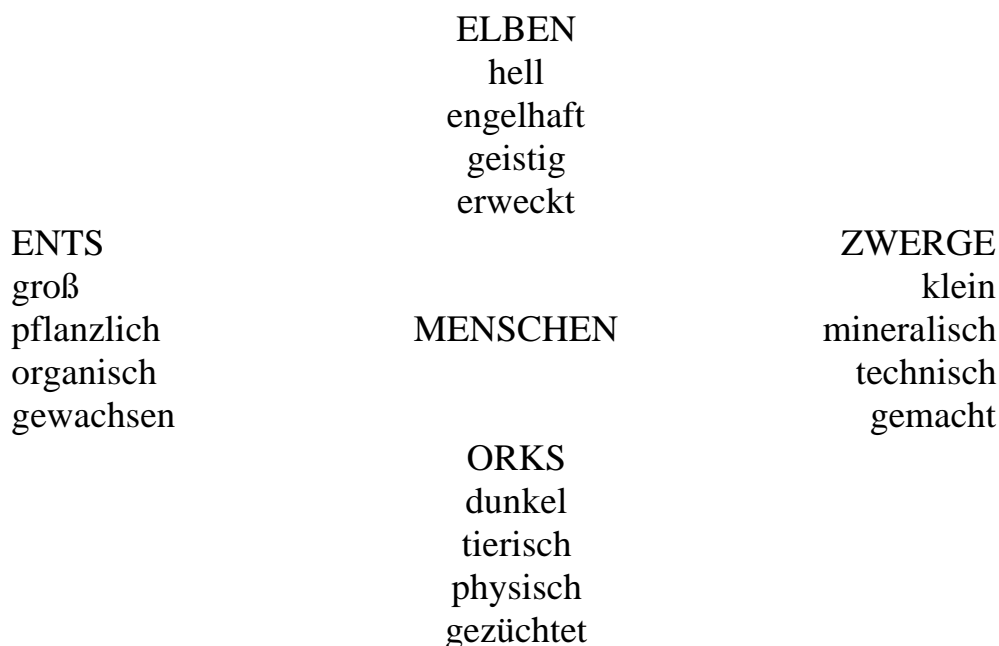 ELBEN
hell
engelhaft
geistig
erweckt
ENTS ZWERGE
groß klein
pflanzlich MENSCHEN mineralisch
organisch technisch
gewachsen gemacht
ORKS
dunkel
tierisch
physisch
gezüchtet